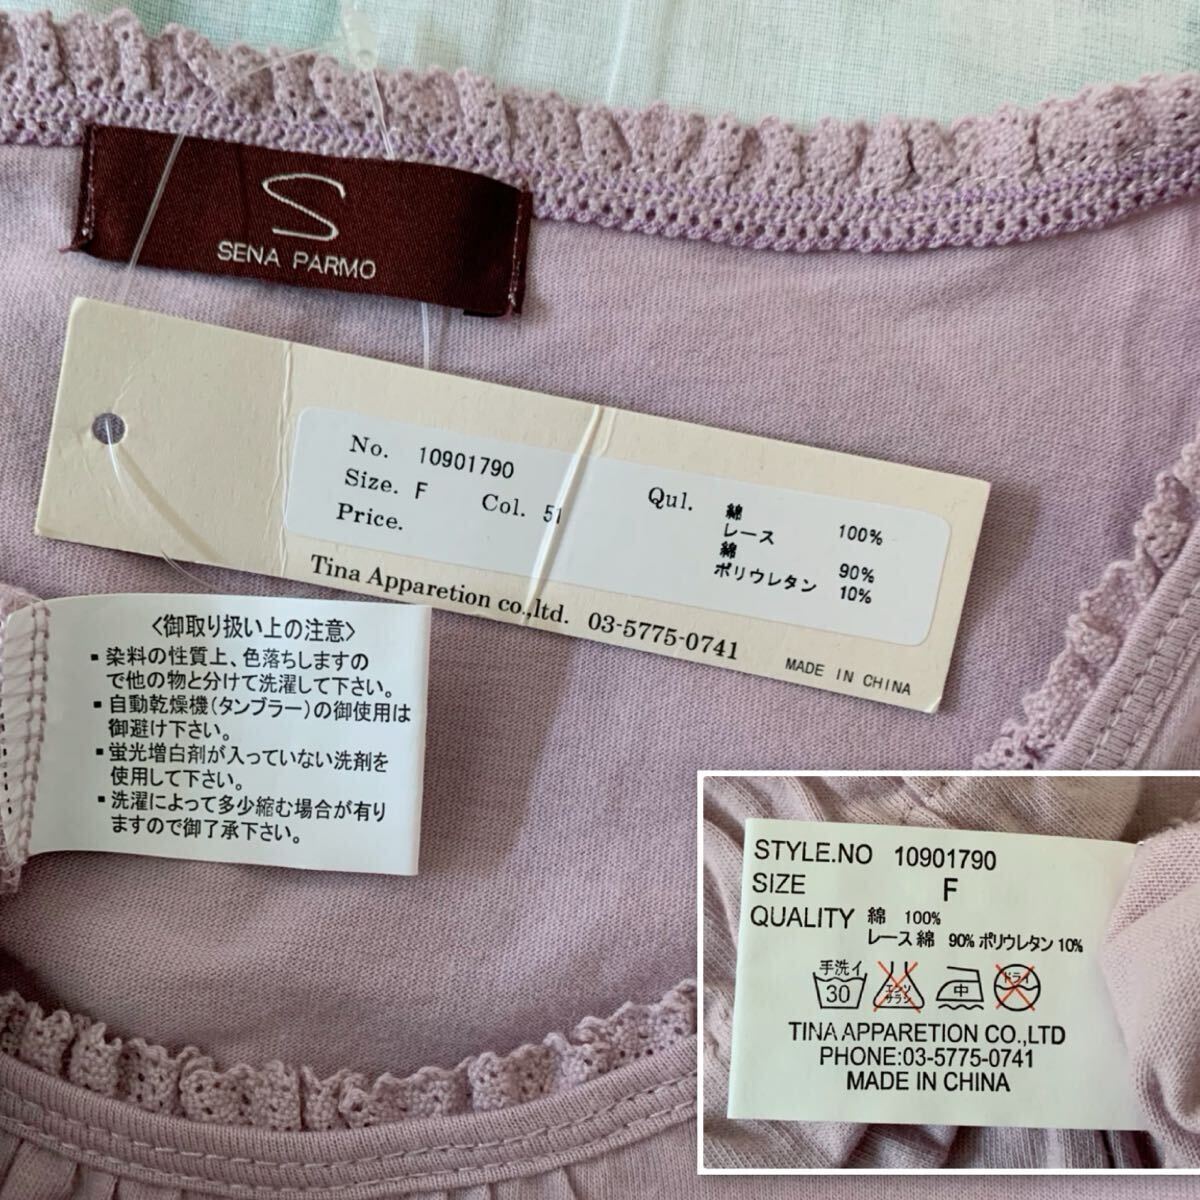 S
SENA PARMO
No. 10901790
Size. F Col. 51
Price.
Qul. 綿 100%
レース
綿 90%
ポリウレタン 10%
Tina Apparetion co.,ltd. 03-5775-0741
MADE IN CHINA
〈御取り扱い上の注意〉
▪染料の性質上、色落ちしますの
で他の物と分けて洗濯して下さい。
▪自動乾燥機(タンブラー)の御使用は
御避け下さい。
▪蛍光増白剤が入っていない洗剤を
使用して下さい。
▪洗濯によって多少縮む場合が有り
ますので御了承下さい。
STYLE.NO 10901790
SIZE F
QUALITY 綿 100%
レース綿 90% ポリウレタン 10%
手洗イ 30 エンソサラシ 中 ドライ
TINA APPARETION CO.,LTD
PHONE:03-5775-0741
MADE IN CHINA